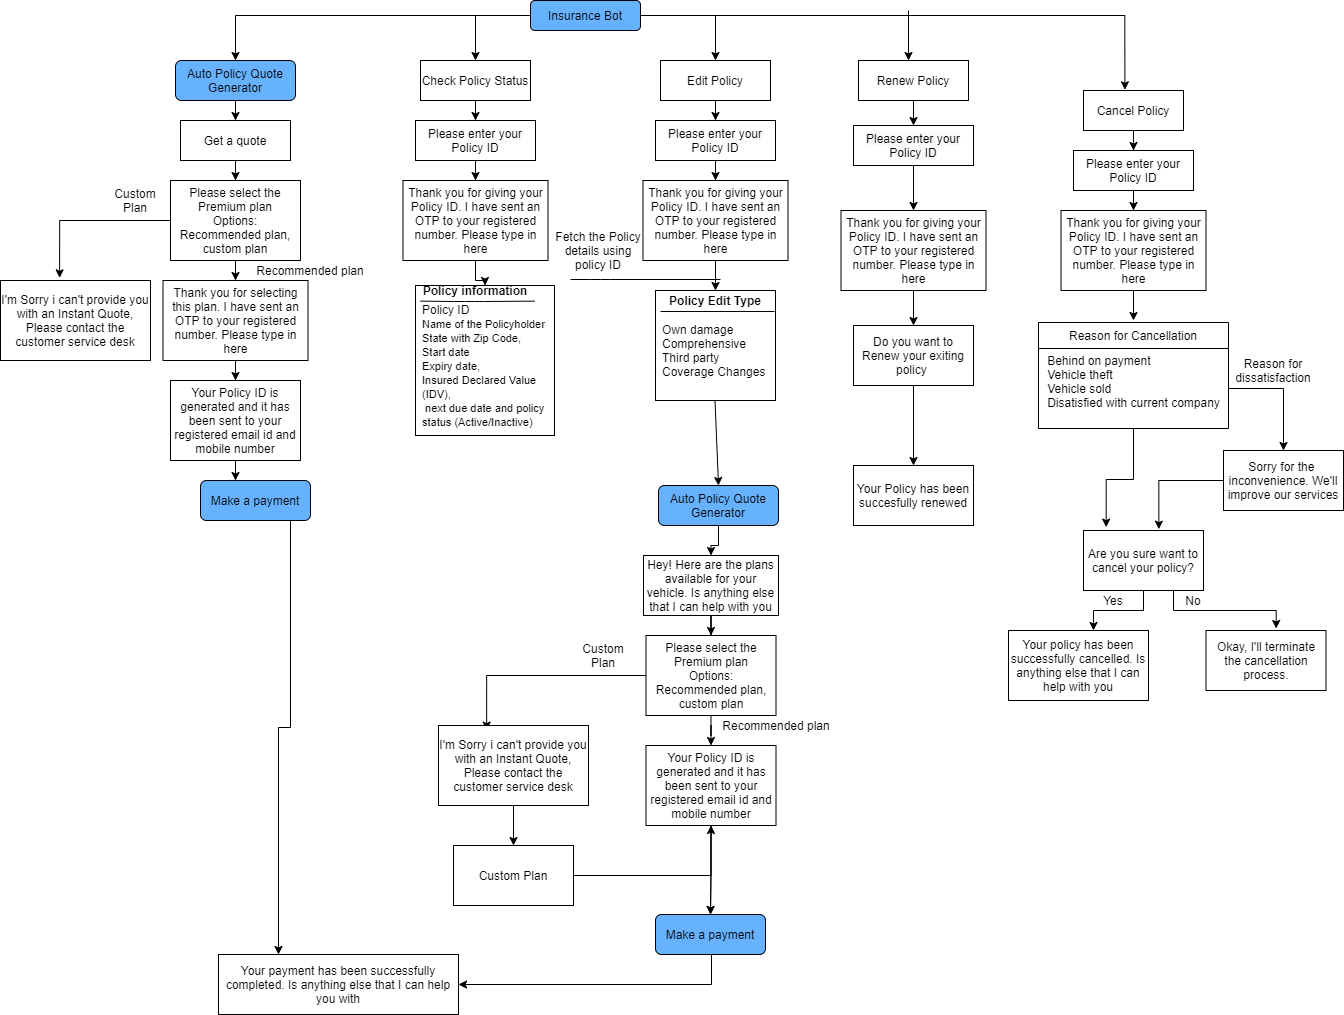 Insurance Bot
Auto Policy Quote
Generator
Get a quote
Custom
Plan
Please select the
Premium plan
Options:
Recommended plan,
custom plan
Recommended plan
I'm Sorry i can't provide you
with an Instant Quote,
Please contact the
customer service desk
Thank you for selecting
this plan. I have sent an
OTP to your registered
number. Please type in
here
Your Policy ID is
generated and it has
been sent to your
registered email id and
mobile number
Make a payment
Check Policy Status
Please enter your
Policy ID
Thank you for giving your
Policy ID. I have sent an
OTP to your registered
number. Please type in
here
Policy information
Policy ID
Name of the Policyholder
State with Zip Code,
Start date
Expiry date,
Insured Declared Value
(IDV),
next due date and policy
status (Active/Inactive)
Edit Policy
Please enter your
Policy ID
Thank you for giving your
Policy ID. I have sent an
OTP to your registered
number. Please type in
here
Fetch the Policy
details using
policy ID
Policy Edit Type
Own damage
Comprehensive
Third party
Coverage Changes
Auto Policy Quote
Generator
Hey! Here are the plans
available for your
vehicle. Is anything else
that I can help with you
Custom
Plan
Please select the
Premium plan
Options:
Recommended plan,
custom plan
Recommended plan
I'm Sorry i can't provide you
with an Instant Quote,
Please contact the
customer service desk
Your Policy ID is
generated and it has
been sent to your
registered email id and
mobile number
Custom Plan
Make a payment
Your payment has been successfully
completed. Is anything else that I can help
you with
Renew Policy
Please enter your
Policy ID
Thank you for giving your
Policy ID. I have sent an
OTP to your registered
number. Please type in
here
Do you want to
Renew your exiting
policy
Your Policy has been
succesfully renewed
Cancel Policy
Please enter your
Policy ID
Thank you for giving your
Policy ID. I have sent an
OTP to your registered
number. Please type in
here
Reason for Cancellation
Behind on payment
Vehicle theft
Vehicle sold
Disatisfied with current company
Reason for
dissatisfaction
Sorry for the
inconvenience. We'll
improve our services
Are you sure want to
cancel your policy?
Yes
No
Your policy has been
successfully cancelled. Is
anything else that I can
help with you
Okay, I'll terminate
the cancellation
process.